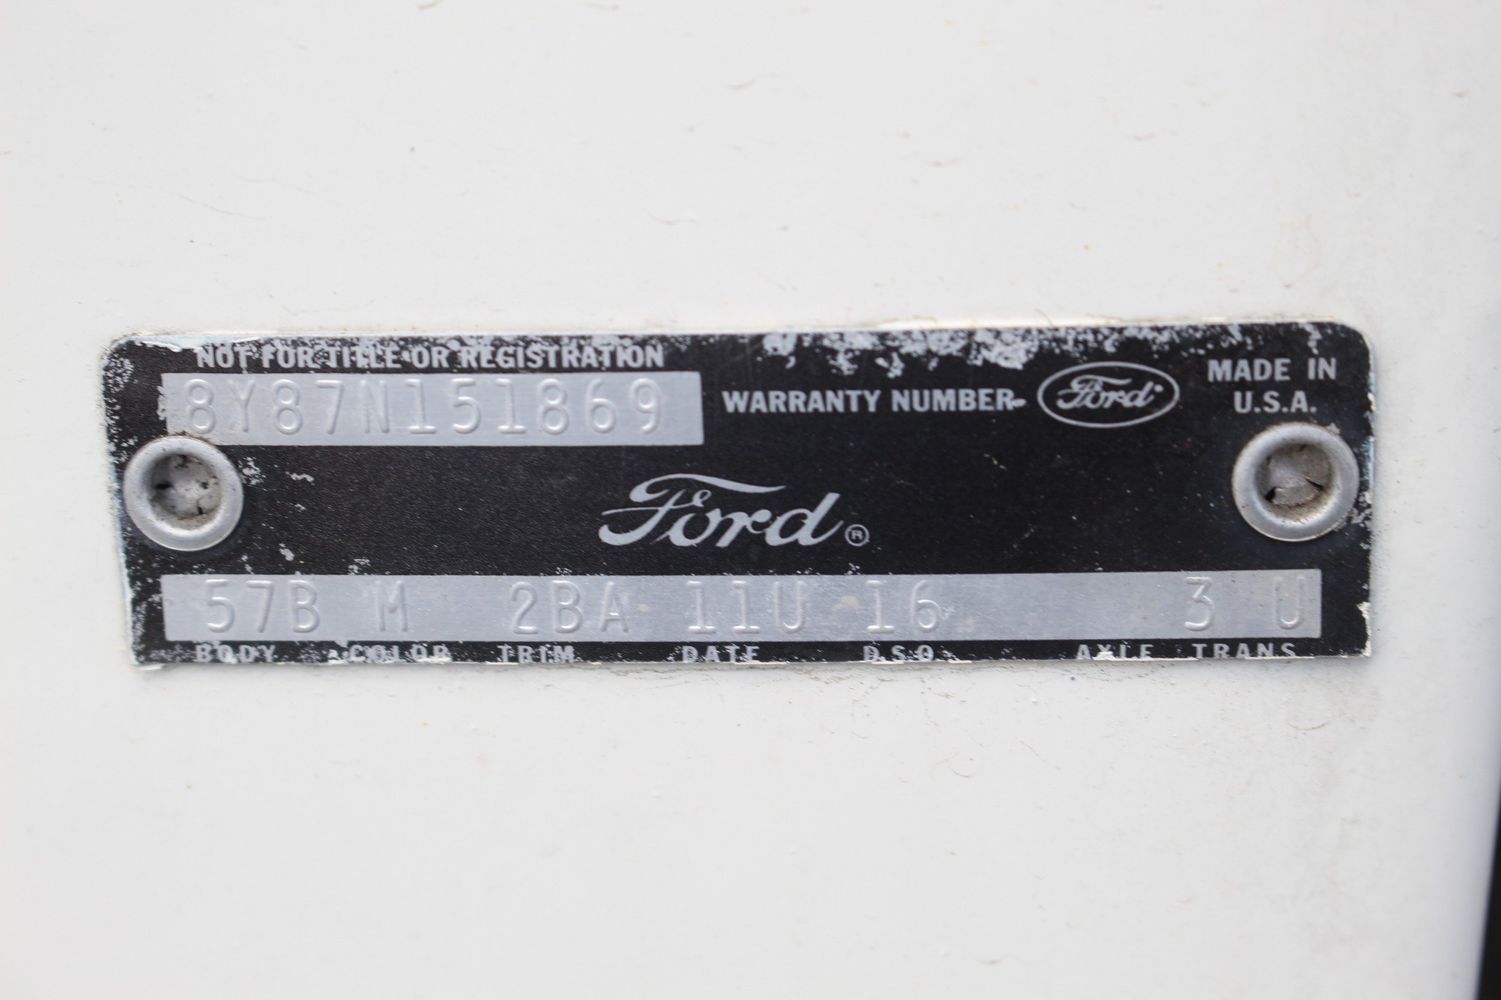 NOT FOR TITLE OR REGISTRATION
8Y87N151869
WARRANTY NUMBER
Ford
MADE IN
U.S.A.
Ford®
57B M 2BA 11U 16 3 U
BODY COLOR TRIM DATE D.S.O. AXLE TRANS